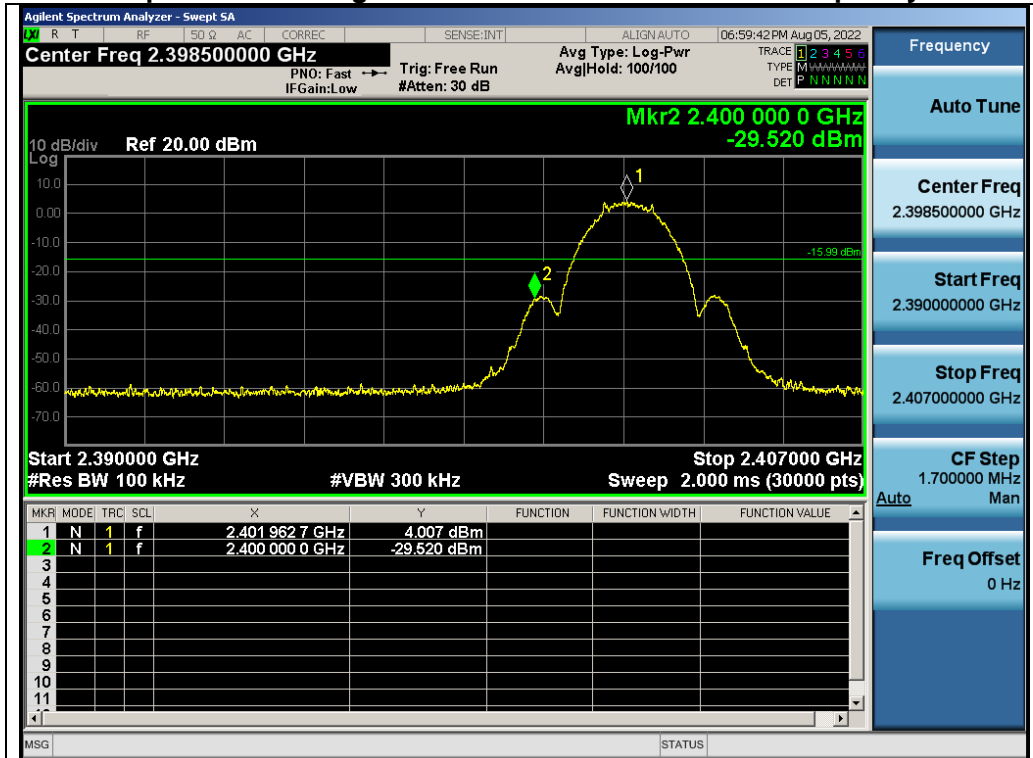 Agilent Spectrum Analyzer - Swept SA
LXI R T RF 50 Ω AC CORREC SENSE:INT ALIGN AUTO 06:59:42 PM Aug 05, 2022
Center Freq 2.398500000 GHz
PNO: Fast
IFGain:Low
Trig: Free Run
#Atten: 30 dB
Avg Type: Log-Pwr
Avg|Hold: 100/100
TRACE 1 2 3 4 5 6
TYPE M WWWWW
DET P N N N N N
Mkr2 2.400 000 0 GHz
-29.520 dBm
10 dB/div Ref 20.00 dBm
Log
10.0
0.00
-10.0
-20.0
-30.0
-40.0
-50.0
-60.0
-70.0
1
2
-15.99 dBm
Start 2.390000 GHz Stop 2.407000 GHz
#Res BW 100 kHz #VBW 300 kHz Sweep 2.000 ms (30000 pts)
MKR MODE TRC SCL X Y FUNCTION FUNCTION WIDTH FUNCTION VALUE
1 N 1 f 2.401 962 7 GHz 4.007 dBm
2 N 1 f 2.400 000 0 GHz -29.520 dBm
3
4
5
6
7
8
9
10
11
MSG STATUS
Frequency
Auto Tune
Center Freq
2.398500000 GHz
Start Freq
2.390000000 GHz
Stop Freq
2.407000000 GHz
CF Step
1.700000 MHz
Auto Man
Freq Offset
0 Hz